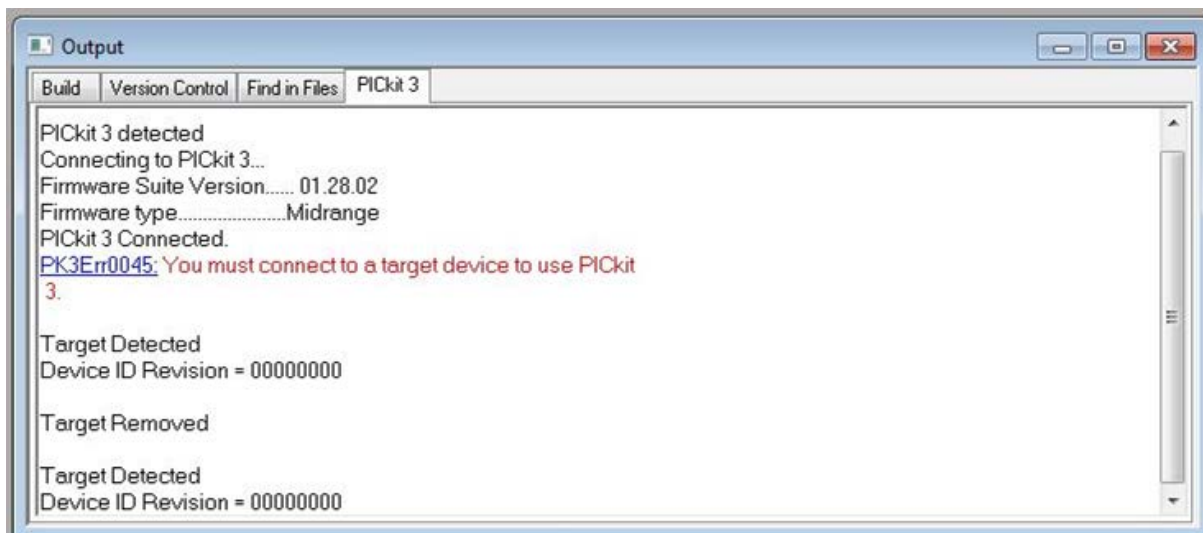 Output
Build Version Control Find in Files PICkit 3
PICkit 3 detected
Connecting to PICkit 3...
Firmware Suite Version...... 01.28.02
Firmware type......................Midrange
PICkit 3 Connected.
PK3Err0045: You must connect to a target device to use PICkit
3.
Target Detected
Device ID Revision = 00000000
Target Removed
Target Detected
Device ID Revision = 00000000